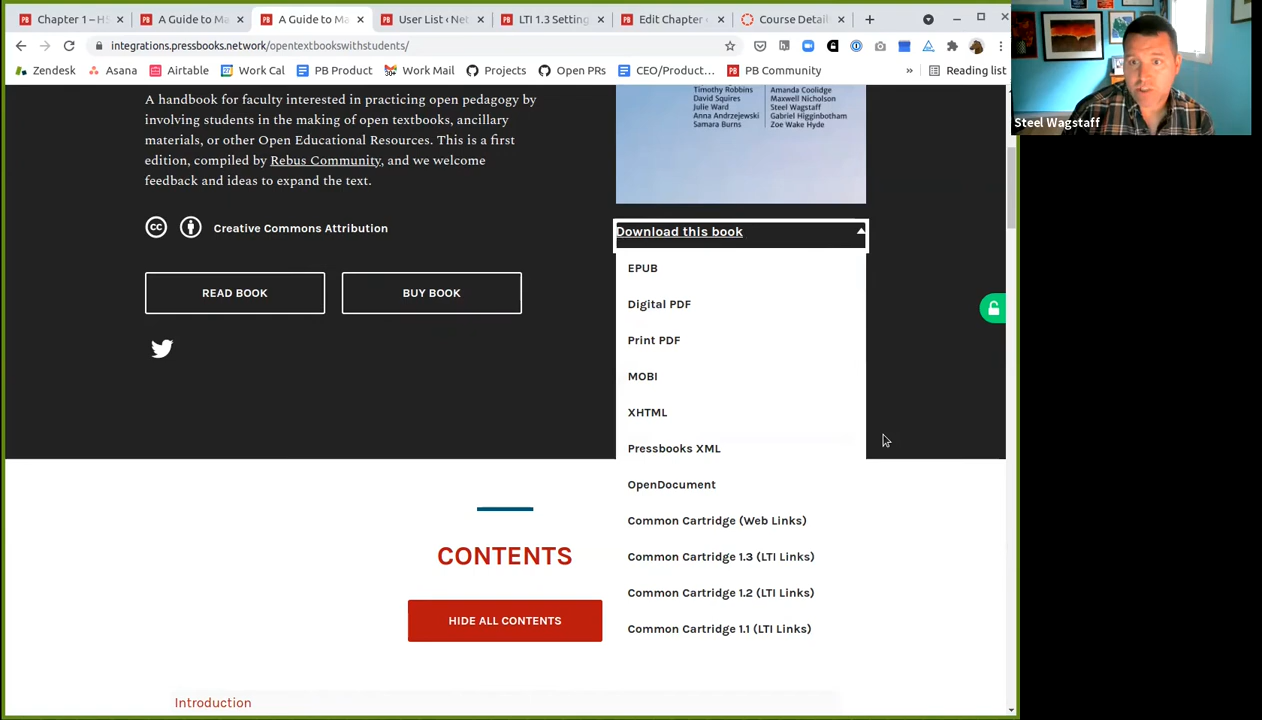 Chapter 1 – HS
A Guide to Ma
A Guide to Ma
User List ‹ Net
LTI 1.3 Setting
Edit Chapter ‹
Course Detail
integrations.pressbooks.network/opentextbookswithstudents/
Zendesk
Asana
Airtable
Work Cal
PB Product
Work Mail
Projects
Open PRs
CEO/Product...
PB Community
»
Reading list
Steel Wagstaff
A handbook for faculty interested in practicing open pedagogy by
involving students in the making of open textbooks, ancillary
materials, or other Open Educational Resources. This is a first
edition, compiled by Rebus Community, and we welcome
feedback and ideas to expand the text.
Creative Commons Attribution
READ BOOK
BUY BOOK
Timothy Robbins
David Squires
Julie Ward
Anna Andrzejewski
Samara Burns
Amanda Coolidge
Maxwell Nicholson
Steel Wagstaff
Gabriel Higginbotham
Zoe Wake Hyde
Download this book
EPUB
Digital PDF
Print PDF
MOBI
XHTML
Pressbooks XML
OpenDocument
Common Cartridge (Web Links)
Common Cartridge 1.3 (LTI Links)
Common Cartridge 1.2 (LTI Links)
Common Cartridge 1.1 (LTI Links)
CONTENTS
HIDE ALL CONTENTS
Introduction